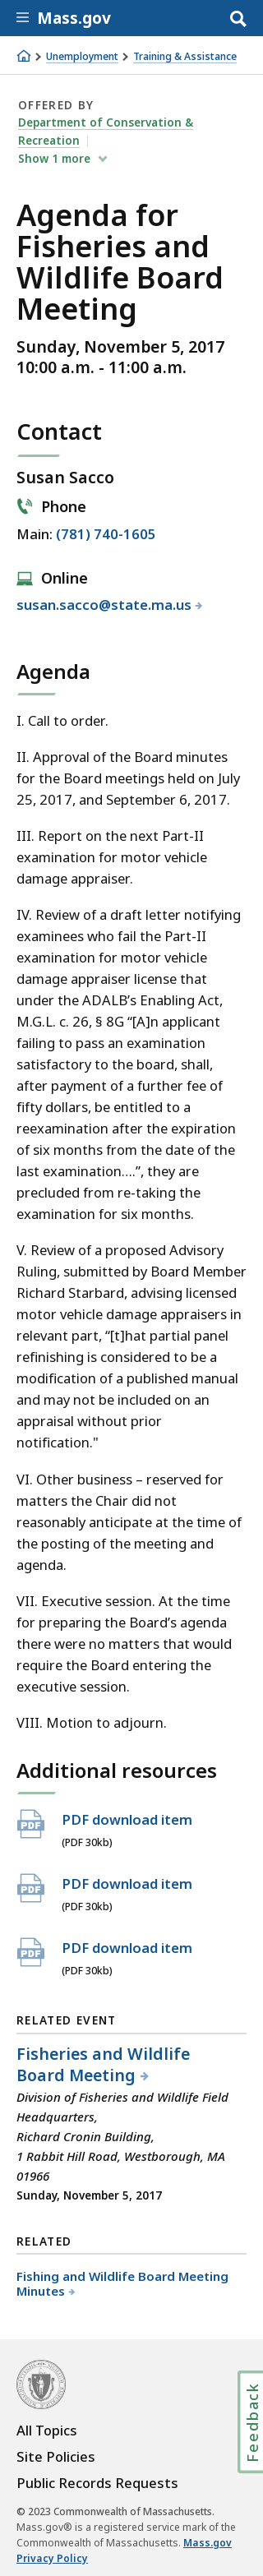 Mass.gov
Unemployment Training & Assistance
OFFERED BY
Department of Conservation &
Recreation
Show 1 more
Agenda for
Fisheries and
Wildlife Board
Meeting
Sunday, November 5, 2017
10:00 a.m. - 11:00 a.m.
Contact
Susan Sacco
Phone
Main: (781) 740-1605
Online
susan.sacco@state.ma.us
Agenda
I. Call to order.
II. Approval of the Board minutes
for the Board meetings held on July
25, 2017, and September 6, 2017.
III. Report on the next Part-II
examination for motor vehicle
damage appraiser.
IV. Review of a draft letter notifying
examinees who fail the Part-II
examination for motor vehicle
damage appraiser license that
under the ADALB’s Enabling Act,
M.G.L. c. 26, § 8G “[A]n applicant
failing to pass an examination
satisfactory to the board, shall,
after payment of a further fee of
fifty dollars, be entitled to a
reexamination after the expiration
of six months from the date of the
last examination….”, they are
precluded from re-taking the
examination for six months.
V. Review of a proposed Advisory
Ruling, submitted by Board Member
Richard Starbard, advising licensed
motor vehicle damage appraisers in
relevant part, “[t]hat partial panel
refinishing is considered to be a
modification of a published manual
and may not be included on an
appraisal without prior
notification."
VI. Other business – reserved for
matters the Chair did not
reasonably anticipate at the time of
the posting of the meeting and
agenda.
VII. Executive session. At the time
for preparing the Board’s agenda
there were no matters that would
require the Board entering the
executive session.
VIII. Motion to adjourn.
Additional resources
PDF
PDF download item
(PDF 30kb)
PDF
PDF download item
(PDF 30kb)
PDF
PDF download item
(PDF 30kb)
RELATED EVENT
Fisheries and Wildlife
Board Meeting
Division of Fisheries and Wildlife Field
Headquarters,
Richard Cronin Building,
1 Rabbit Hill Road, Westborough, MA
01966
Sunday, November 5, 2017
RELATED
Fishing and Wildlife Board Meeting
Minutes
Feedback
All Topics
Site Policies
Public Records Requests
© 2023 Commonwealth of Massachusetts.
Mass.gov® is a registered service mark of the
Commonwealth of Massachusetts. Mass.gov
Privacy Policy